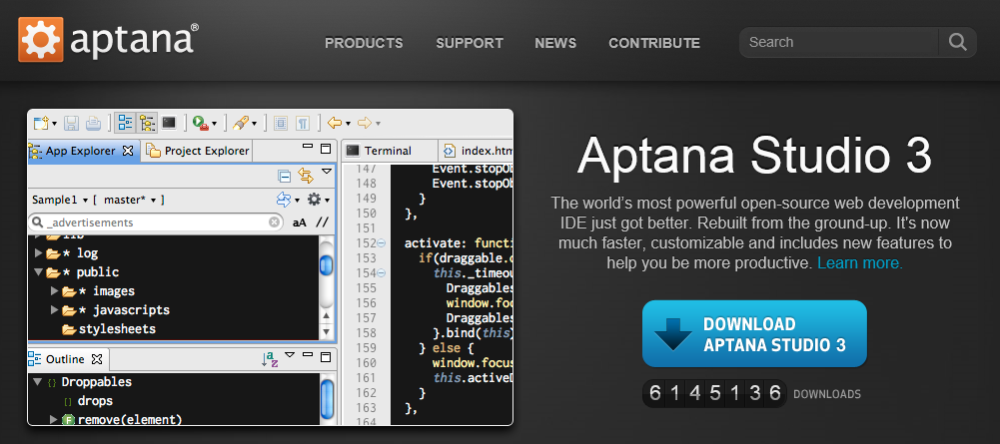 aptana®
PRODUCTS
SUPPORT
NEWS
CONTRIBUTE
Search
App Explorer
Project Explorer
Sample1 ▾ [ master* ▾ ]
_advertisements
aA //
lib
* log
* public
* images
* javascripts
stylesheets
Outline
Droppables
drops
remove(element)
Terminal
index.htm
147 Event.stopOb
148 Event.stopOb
149 }
150 },
151
152 activate: functi
153 if(draggable.o
154 this._timeou
155 Draggables
156 window.foc
157 Draggables
158 }.bind(this)
159 } else {
160 window.focus
161 this.activeD
162 }
163 },
Aptana Studio 3
The world's most powerful open-source web development
IDE just got better. Rebuilt from the ground-up. It's now
much faster, customizable and includes new features to
help you be more productive. Learn more.
DOWNLOAD
APTANA STUDIO 3
6145136 DOWNLOADS